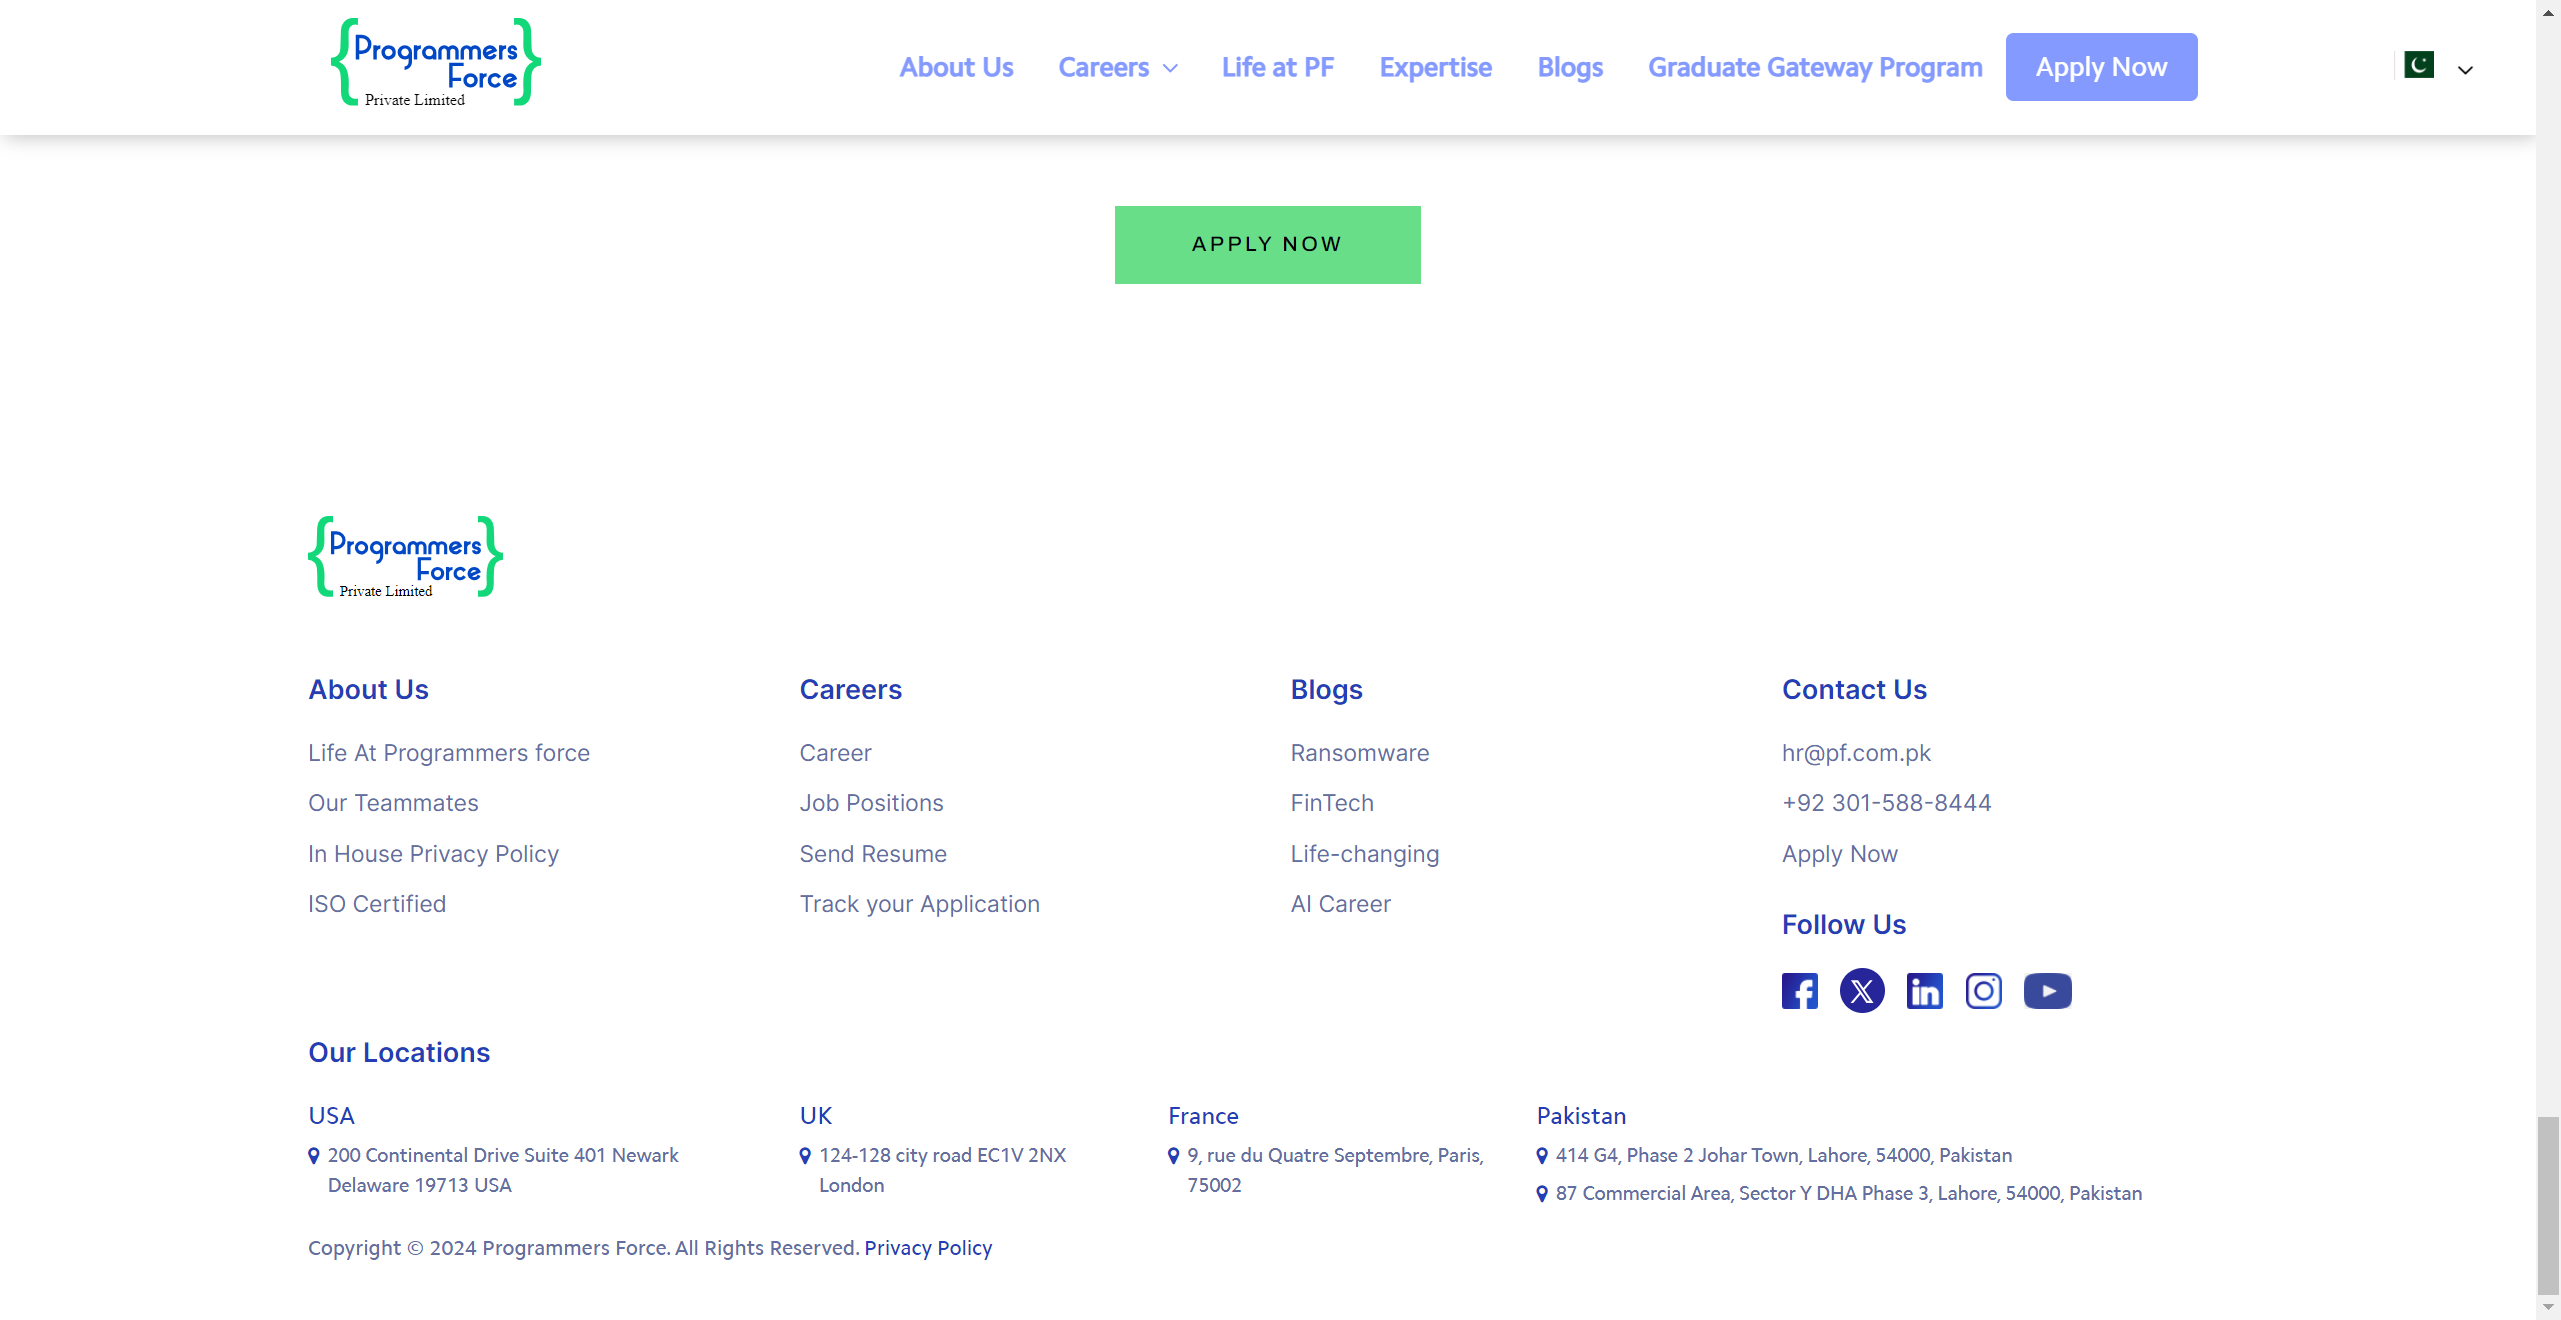 Programmers
Force
Private Limited
About Us
Careers
Life at PF
Expertise
Blogs
Graduate Gateway Program
Apply Now
APPLY NOW
Programmers
Force
Private Limited
About Us
Life At Programmers force
Our Teammates
In House Privacy Policy
ISO Certified
Careers
Career
Job Positions
Send Resume
Track your Application
Blogs
Ransomware
FinTech
Life-changing
AI Career
Contact Us
hr@pf.com.pk
+92 301-588-8444
Apply Now
Follow Us
Our Locations
USA
200 Continental Drive Suite 401 Newark
Delaware 19713 USA
UK
124-128 city road EC1V 2NX
London
France
9, rue du Quatre Septembre, Paris,
75002
Pakistan
414 G4, Phase 2 Johar Town, Lahore, 54000, Pakistan
87 Commercial Area, Sector Y DHA Phase 3, Lahore, 54000, Pakistan
Copyright © 2024 Programmers Force. All Rights Reserved. Privacy Policy